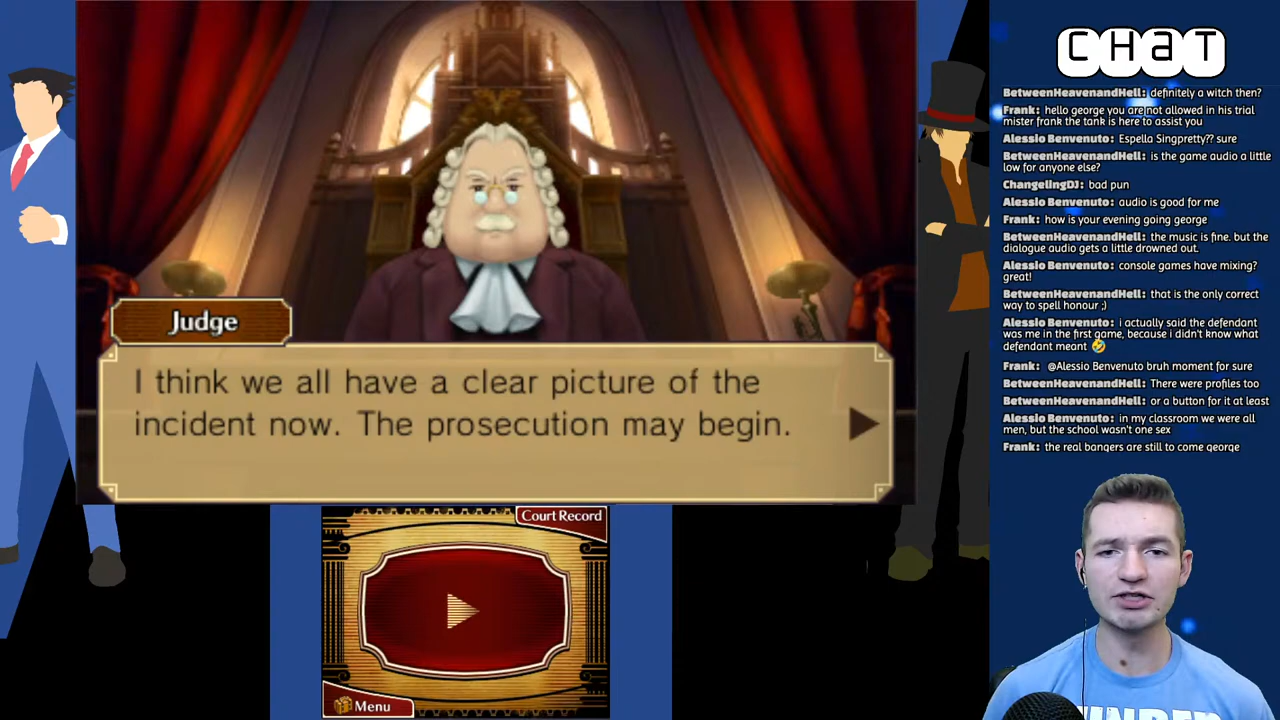 Judge
I think we all have a clear picture of the
incident now. The prosecution may begin.
Court Record
Menu
CHaT
BetweenHeavenandHell: definitely a witch then?
Frank: hello george you are not allowed in his trial
mister frank the tank is here to assist you
Alessio Benvenuto: Espella Singpretty?? sure
BetweenHeavenandHell: is the game audio a little
low for anyone else?
ChangelingDJ: bad pun
Alessio Benvenuto: audio is good for me
Frank: how is your evening going george
BetweenHeavenandHell: the music is fine. but the
dialogue audio gets a little drowned out.
Alessio Benvenuto: console games have mixing?
great!
BetweenHeavenandHell: that is the only correct
way to spell honour ;)
Alessio Benvenuto: i actually said the defendant
was me in the first game, because i didn't know what
defendant meant 🤣
Frank: @Alessio Benvenuto bruh moment for sure
BetweenHeavenandHell: There were profiles too
BetweenHeavenandHell: or a button for it at least
Alessio Benvenuto: in my classroom we were all
men, but the school wasn't one sex
Frank: the real bangers are still to come george